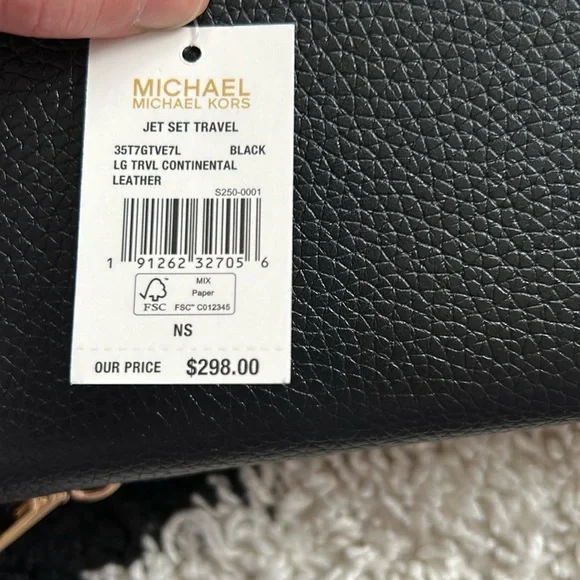 MICHAEL
MICHAEL KORS
JET SET TRAVEL
35T7GTVE7L BLACK
LG TRVL CONTINENTAL
LEATHER
S250-0001
1 91262 32705 6
MIX
Paper
FSC™ C012345
FSC
NS
OUR PRICE $298.00